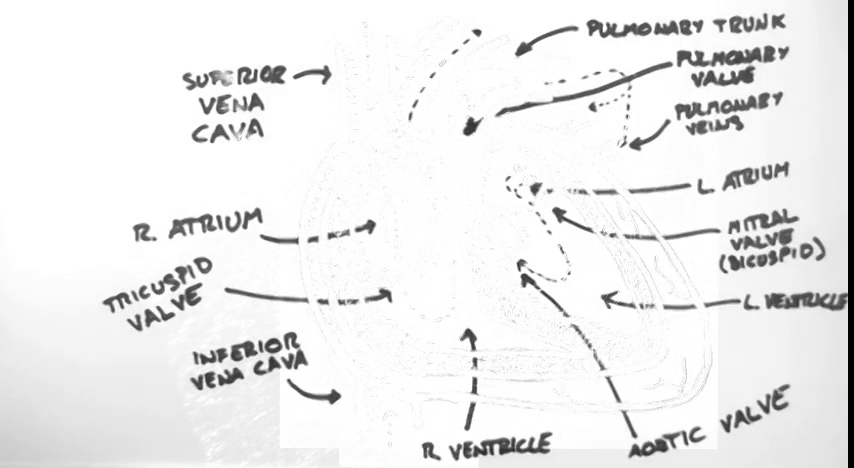 PULMONARY TRUNK
PULMONARY
VALVE
SUPERIOR
VENA
CAVA
PULMONARY
VEINS
L. ATRIUM
R. ATRIUM
MITRAL
VALVE
(BICUSPID)
TRICUSPID
VALVE
L. VENTRICLE
INFERIOR
VENA CAVA
R. VENTRICLE
AORTIC VALVE